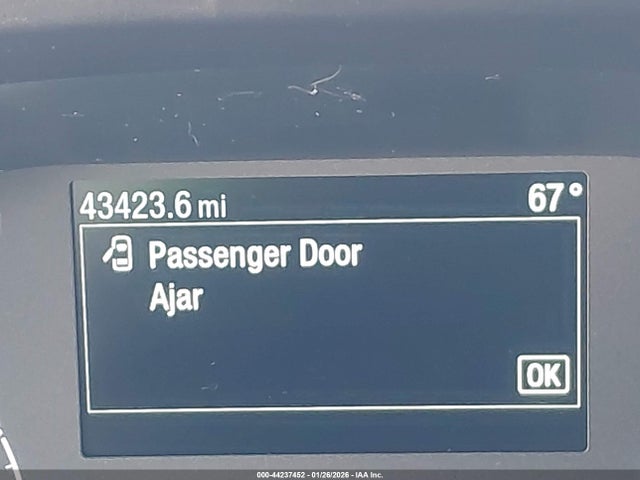 43423.6 mi 67°
Passenger Door
Ajar
OK
000-44237452 - 01/26/2026 - IAA Inc.